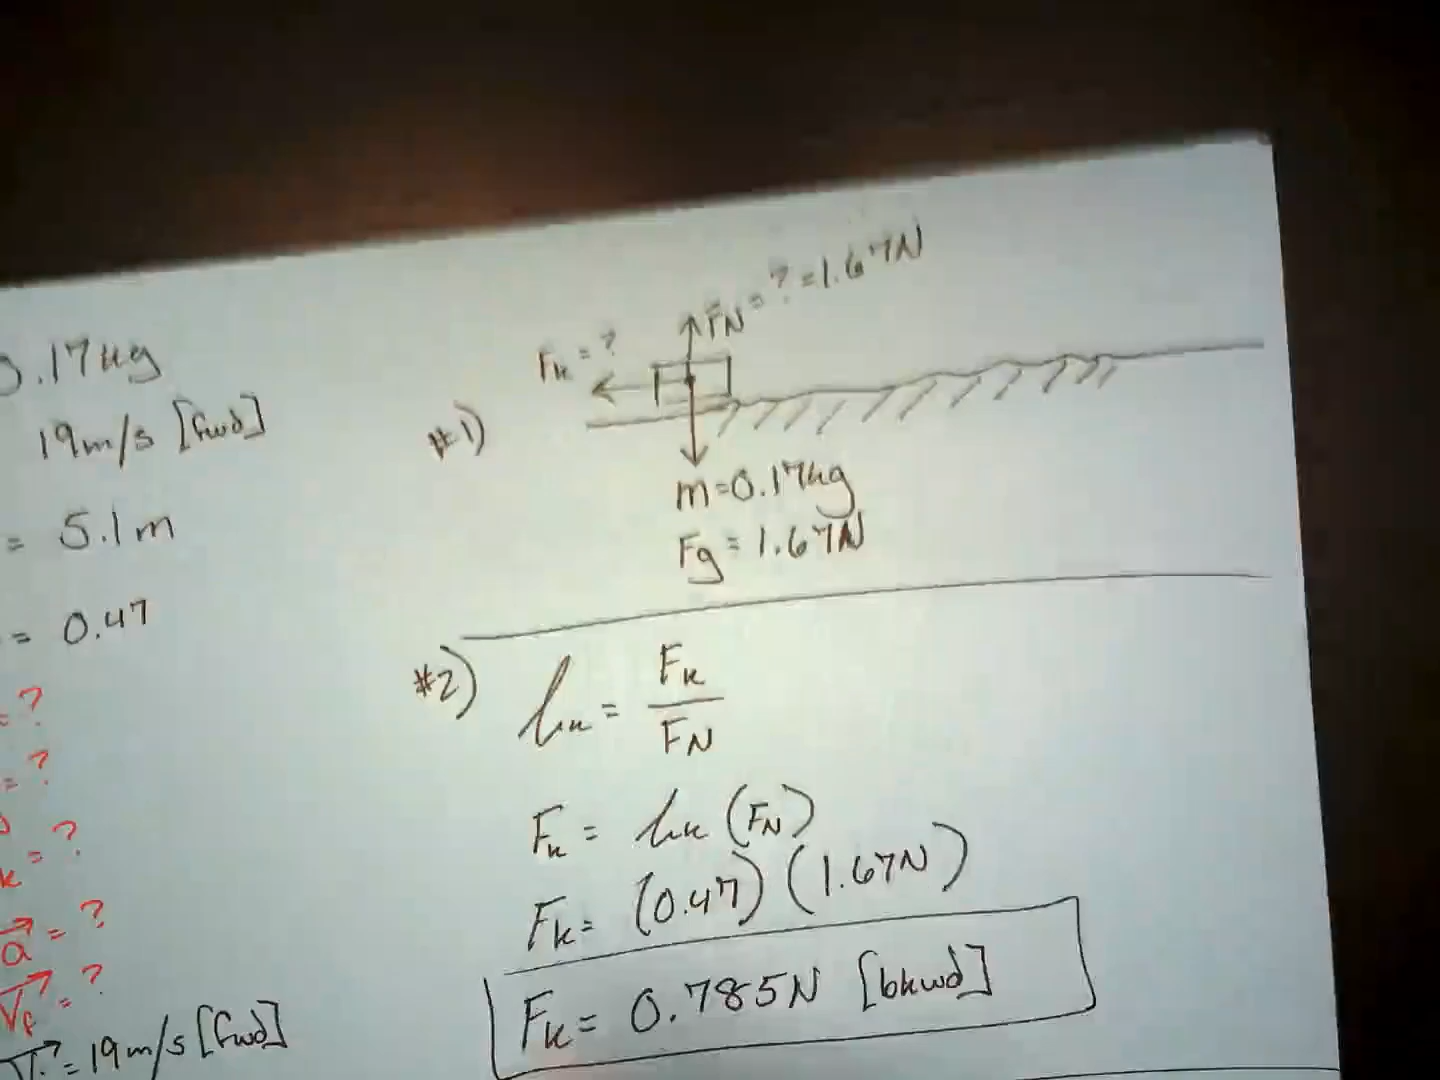 0.17kg
19m/s [fwd]
= 5.1m
= 0.47
= ?
= ?
k = ?
a = ?
Vf = ?
= 19m/s [fwd]
#1)
Fk = ?
FN = ? = 1.67N
m=0.17kg
Fg = 1.67N
#2)
μk = Fk / FN
Fk = μk (FN)
Fk = (0.47) (1.67N)
Fk = 0.785N [bkwd]